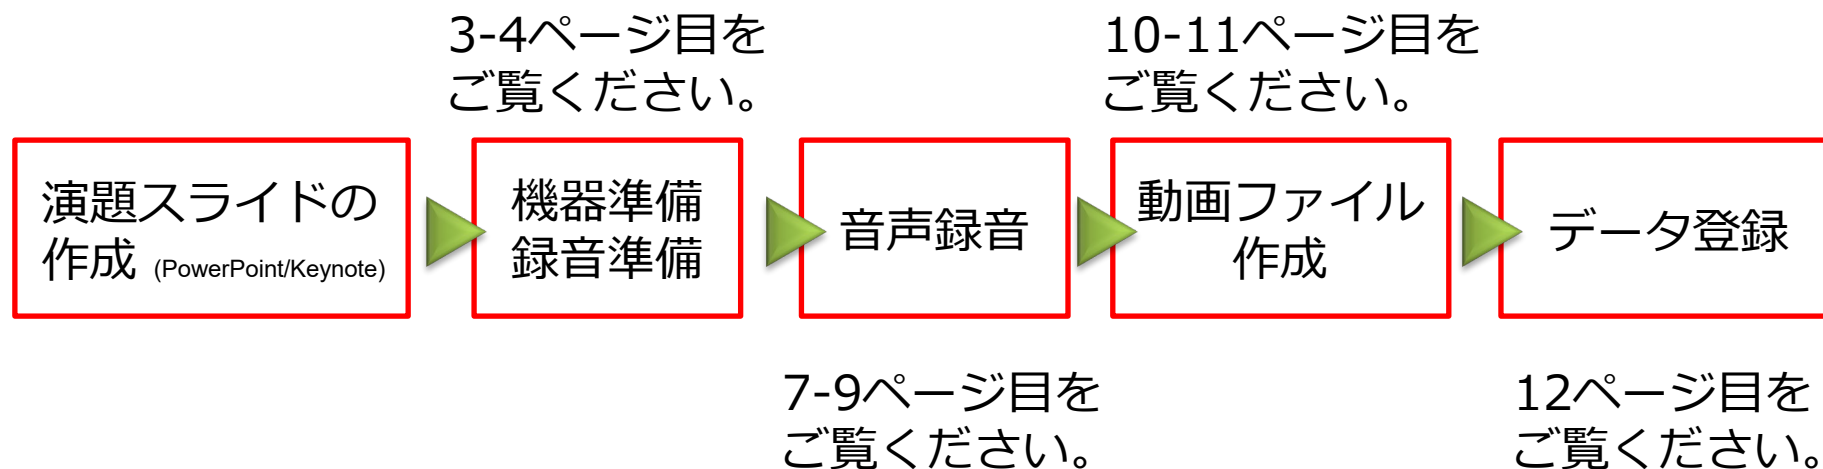 3-4ページ目を
ご覧ください。
10-11ページ目を
ご覧ください。
演題スライドの
作成 (PowerPoint/Keynote)
機器準備
録音準備
音声録音
動画ファイル
作成
データ登録
7-9ページ目を
ご覧ください。
12ページ目を
ご覧ください。